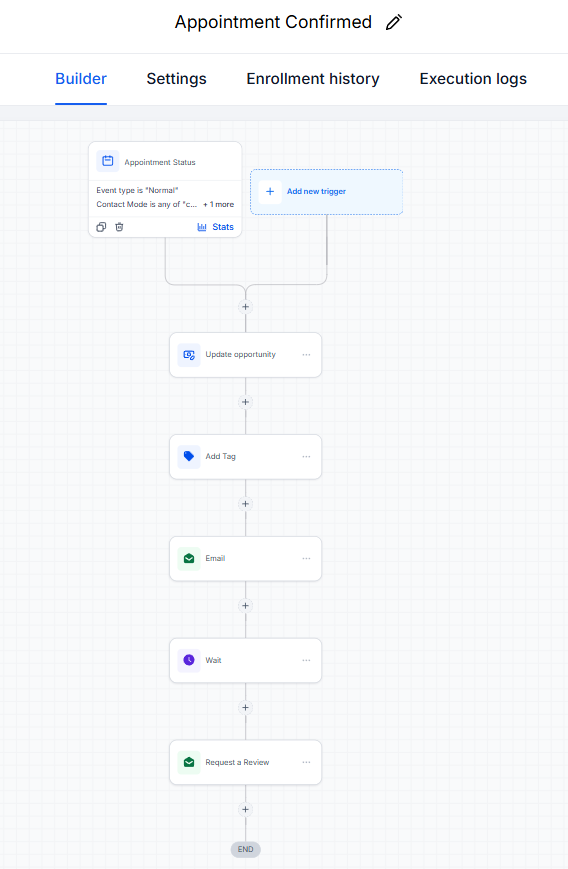 Appointment Confirmed
Builder Settings Enrollment history Execution logs
Appointment Status
Event type is "Normal"
Contact Mode is any of "c... + 1 more
Stats
Add new trigger
Update opportunity
Add Tag
Email
Wait
Request a Review
END